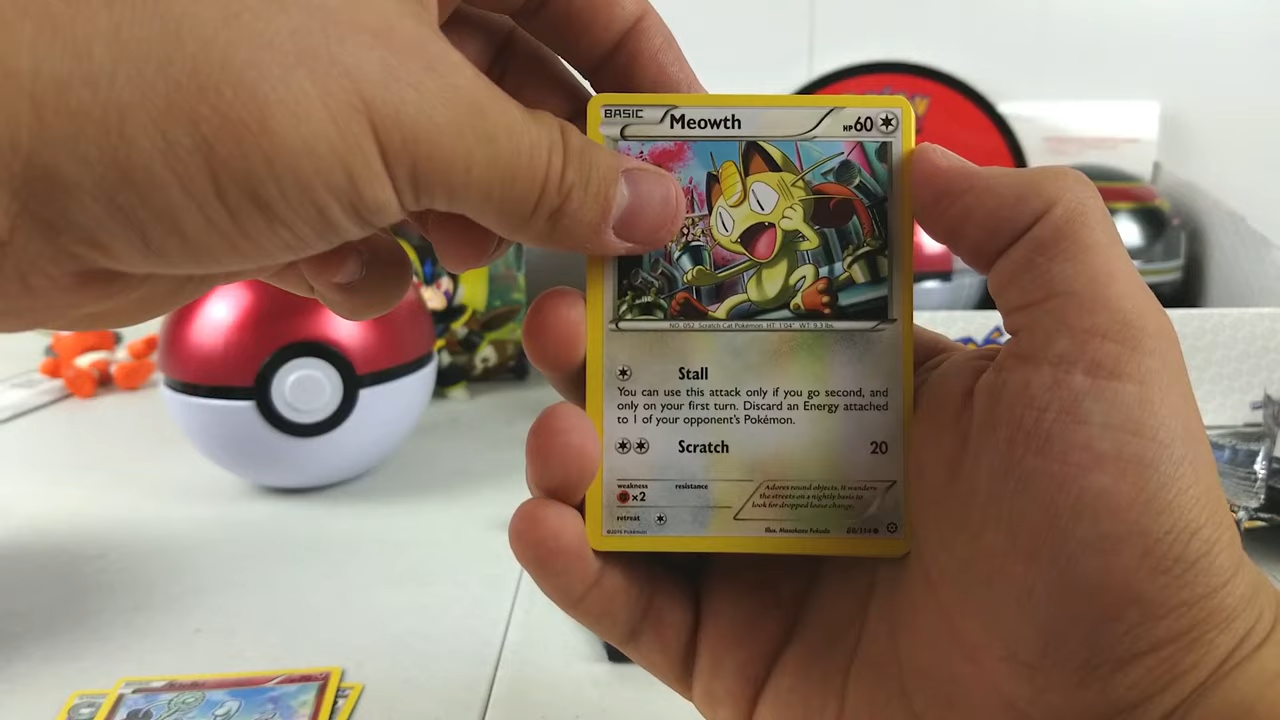 BASIC
Meowth
HP60
NO. 052 Scratch Cat Pokémon HT: 1'04" WT: 9.3 lbs.
Stall
You can use this attack only if you go second, and
only on your first turn. Discard an Energy attached
to 1 of your opponent's Pokémon.
Scratch 20
weakness resistance
×2
Adores round objects. It wanders
the streets on a nightly basis to
look for dropped loose change.
retreat
©2016 Pokémon
Illus. Masakazu Fukuda